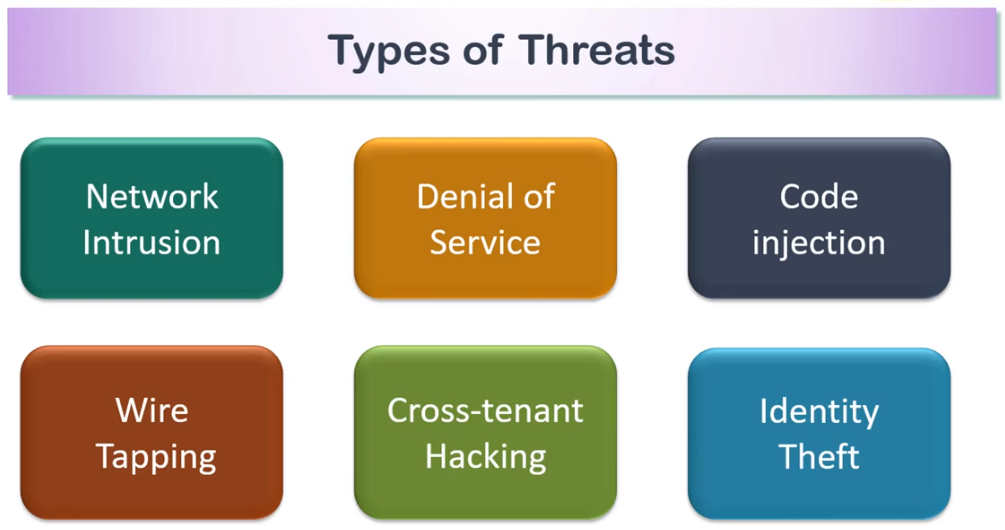 Types of Threats
Network
Intrusion
Denial of
Service
Code
injection
Wire
Tapping
Cross-tenant
Hacking
Identity
Theft